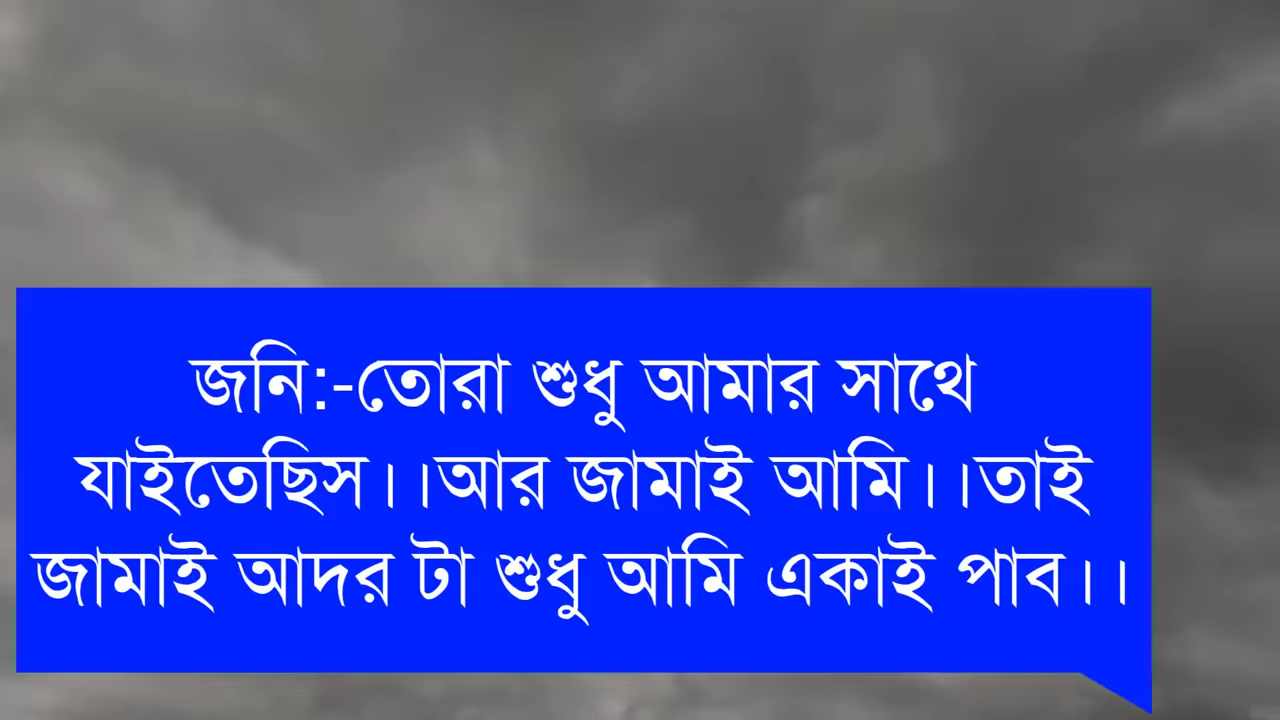 জনি:-তোরা শুধু আমার সাথে
যাইতেছিস।।আর জামাই আমি।।তাই
জামাই আদর টা শুধু আমি একাই পাব।।